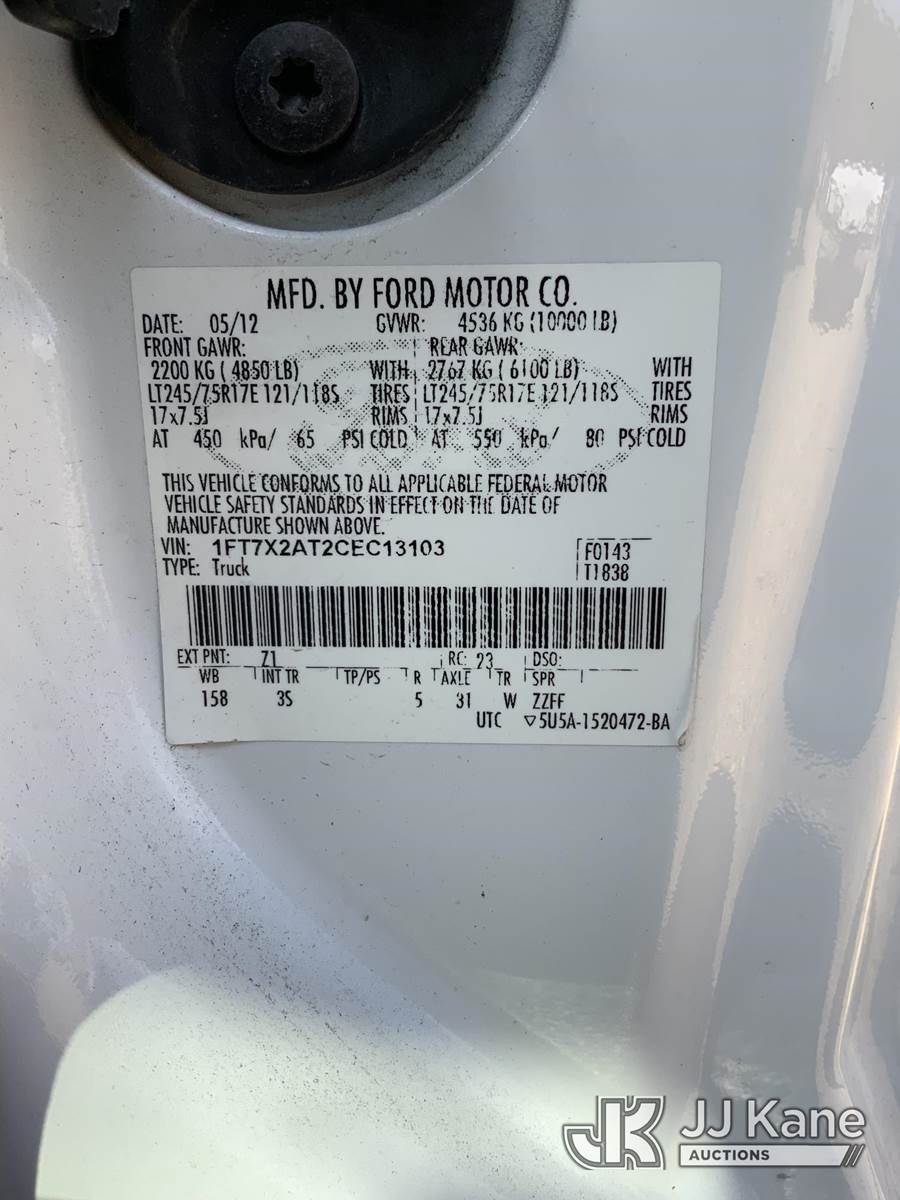 MFD. BY FORD MOTOR CO.
DATE: 05/12 GVWR: 4536 KG (10000 LB)
FRONT GAWR: REAR GAWR:
2200 KG ( 4850 LB) WITH 2767 KG ( 6100 LB) WITH
LT245/75R17E 121/118S TIRES LT245/75R17E 121/118S TIRES
17x7.5J RIMS 17x7.5J RIMS
AT 450 kPa/ 65 PSI COLD AT 550 kPa/ 80 PSI COLD
THIS VEHICLE CONFORMS TO ALL APPLICABLE FEDERAL MOTOR
VEHICLE SAFETY STANDARDS IN EFFECT ON THE DATE OF
MANUFACTURE SHOWN ABOVE.
VIN: 1FT7X2AT2CEC13103 F0143
TYPE: Truck T1838
EXT PNT: Z1 RC: 23 DSO:
WB INT TR TP/PS R AXLE TR SPR
158 3S 5 31 W ZZFF
UTC ▽5U5A-1520472-BA
JK JJ Kane
AUCTIONS